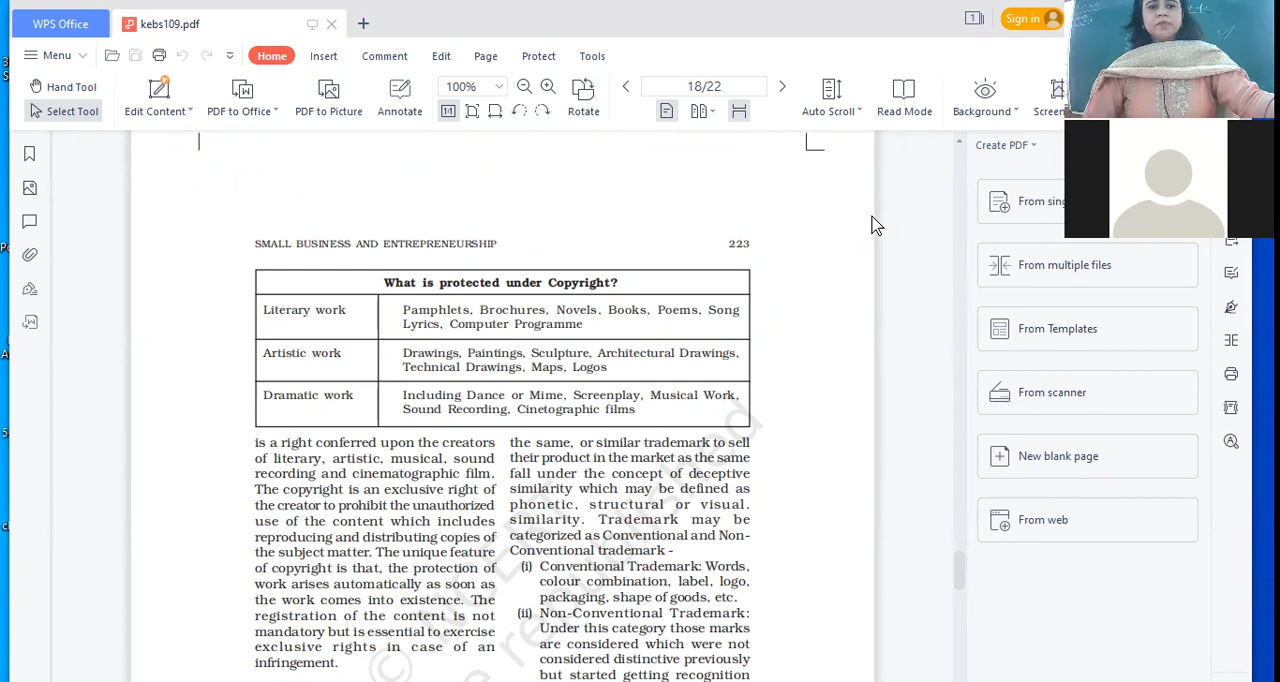 WPS Office
kebs109.pdf
Sign in
Menu
Home
Insert
Comment
Edit
Page
Protect
Tools
Hand Tool
Select Tool
Edit Content
PDF to Office
PDF to Picture
Annotate
100%
Rotate
18/22
Auto Scroll
Read Mode
Background
Screen
Create PDF
From sing
From multiple files
From Templates
From scanner
New blank page
From web
SMALL BUSINESS AND ENTREPRENEURSHIP 223
What is protected under Copyright?
Literary work Pamphlets, Brochures, Novels, Books, Poems, Song
Lyrics, Computer Programme
Artistic work Drawings, Paintings, Sculpture, Architectural Drawings,
Technical Drawings, Maps, Logos
Dramatic work Including Dance or Mime, Screenplay, Musical Work,
Sound Recording, Cinetographic films
is a right conferred upon the creators
of literary, artistic, musical, sound
recording and cinematographic film.
The copyright is an exclusive right of
the creator to prohibit the unauthorized
use of the content which includes
reproducing and distributing copies of
the subject matter. The unique feature
of copyright is that, the protection of
work arises automatically as soon as
the work comes into existence. The
registration of the content is not
mandatory but is essential to exercise
exclusive rights in case of an
infringement.
the same, or similar trademark to sell
their product in the market as the same
fall under the concept of deceptive
similarity which may be defined as
phonetic, structural or visual.
similarity. Trademark may be
categorized as Conventional and Non-
Conventional trademark -
(i) Conventional Trademark: Words,
colour combination, label, logo,
packaging, shape of goods, etc.
(ii) Non-Conventional Trademark:
Under this category those marks
are considered which were not
considered distinctive previously
but started getting recognition
© NCERT
republished